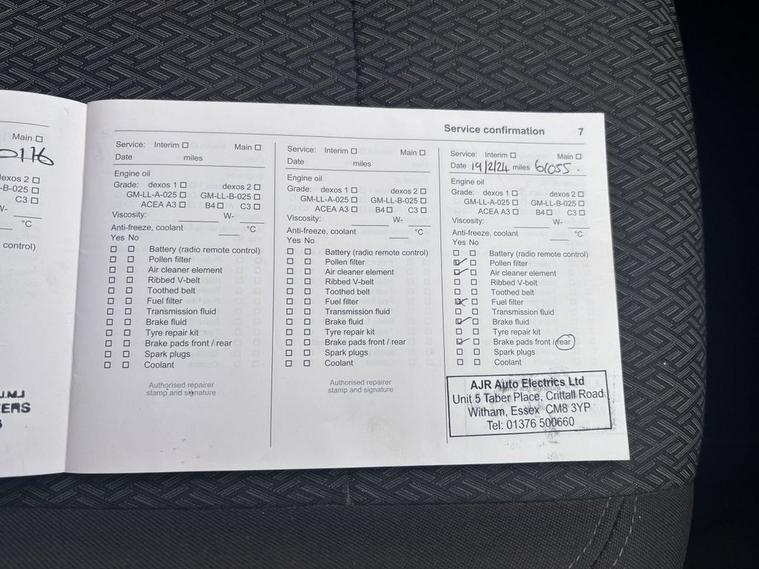 Main
0116
dexos 2
-B-025
C3
W-
°C
control)
ERS
Service confirmation 7
Service: Interim Main
Date miles
Engine oil
Grade: dexos 1 dexos 2
GM-LL-A-025 GM-LL-B-025
ACEA A3 B4 C3
Viscosity: W-
Anti-freeze, coolant °C
Yes No
Battery (radio remote control)
Pollen filter
Air cleaner element
Ribbed V-belt
Toothed belt
Fuel filter
Transmission fluid
Brake fluid
Tyre repair kit
Brake pads front / rear
Spark plugs
Coolant
Authorised repairer
stamp and signature
Service: Interim Main
Date miles
Engine oil
Grade: dexos 1 dexos 2
GM-LL-A-025 GM-LL-B-025
ACEA A3 B4 C3
Viscosity: W-
Anti-freeze, coolant °C
Yes No
Battery (radio remote control)
Pollen filter
Air cleaner element
Ribbed V-belt
Toothed belt
Fuel filter
Transmission fluid
Brake fluid
Tyre repair kit
Brake pads front / rear
Spark plugs
Coolant
Authorised repairer
stamp and signature
Service: Interim Main
Date 19/2/24 miles 61055.
Engine oil
Grade: dexos 1 dexos 2
GM-LL-A-025 GM-LL-B-025
ACEA A3 B4 C3
Viscosity: W-
Anti-freeze, coolant °C
Yes No
Battery (radio remote control)
Pollen filter
Air cleaner element
Ribbed V-belt
Toothed belt
Fuel filter
Transmission fluid
Brake fluid
Tyre repair kit
Brake pads front / rear
Spark plugs
Coolant
AJR Auto Electrics Ltd
Unit 5 Taber Place, Crittall Road
Witham, Essex CM8 3YP
Tel: 01376 500660